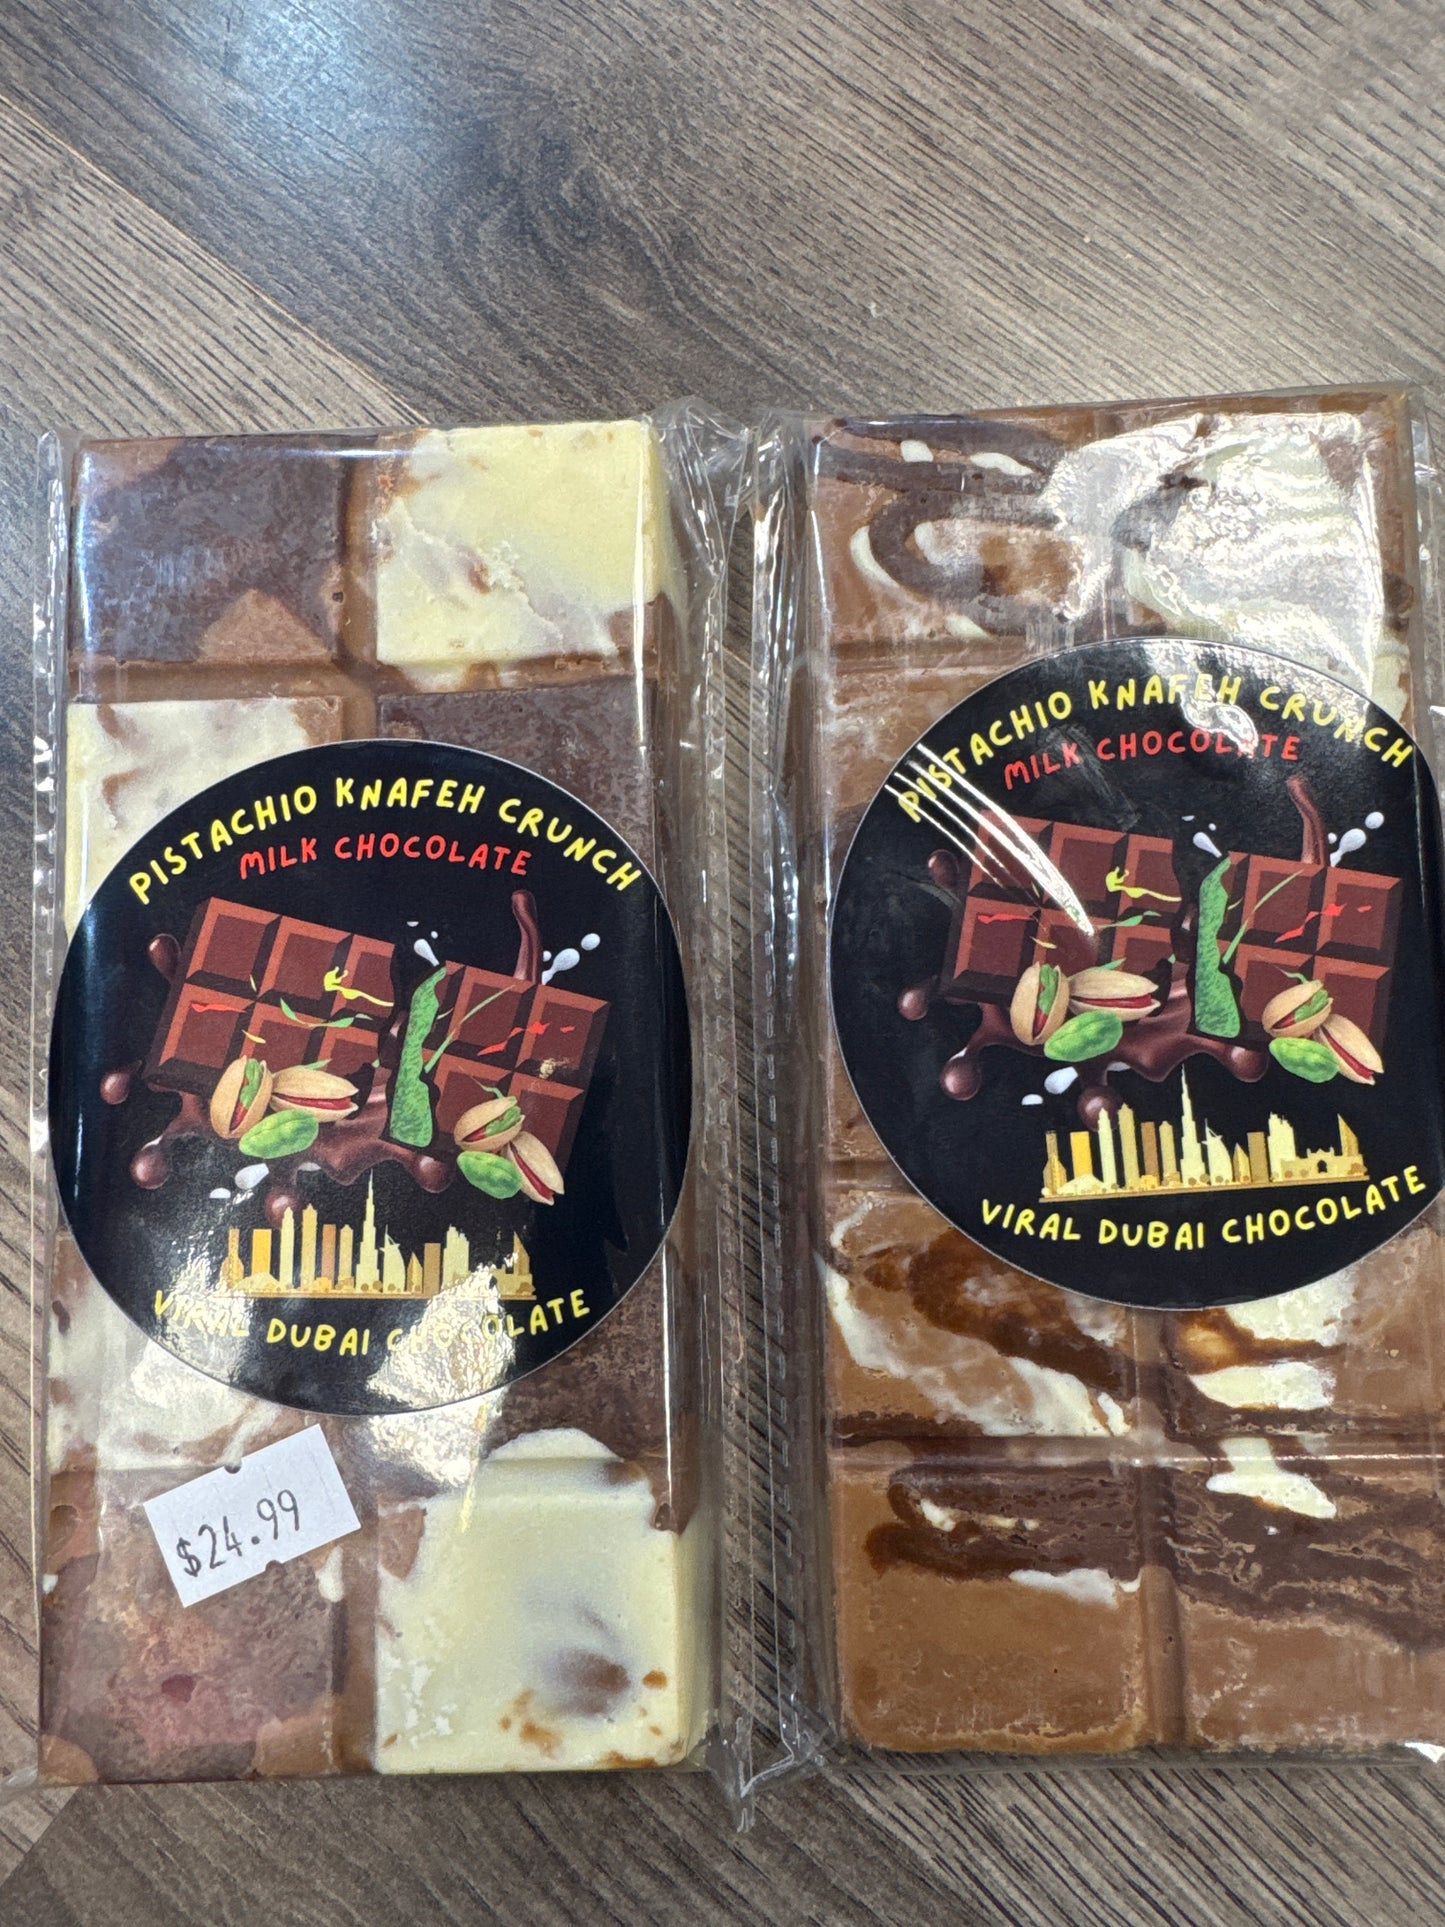 PISTACHIO KNAFEH CRUNCH
MILK CHOCOLATE
VIRAL DUBAI CHOCOLATE
$24.99
PISTACHIO KNAFEH CRUNCH
MILK CHOCOLATE
VIRAL DUBAI CHOCOLATE